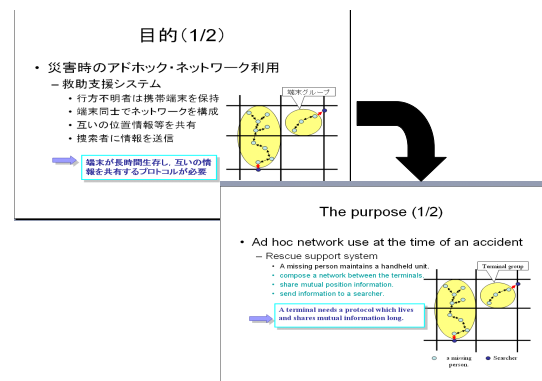 目的(1/2)
• 災害時のアドホック・ネットワーク利用
– 救助支援システム
• 行方不明者は携帯端末を保持
• 端末同士でネットワークを構成
• 互いの位置情報等を共有
• 捜索者に情報を送信
端末グループ
端末が長時間生存し、互いの情
報を共有するプロトコルが必要
The purpose (1/2)
• Ad hoc network use at the time of an accident
– Rescue support system
• A missing person maintains a handheld unit.
• compose a network between the terminals.
• share mutual position information.
• send information to a searcher.
Terminal group
A terminal needs a protocol which lives
and shares mutual information long.
a missing
person.
Searcher